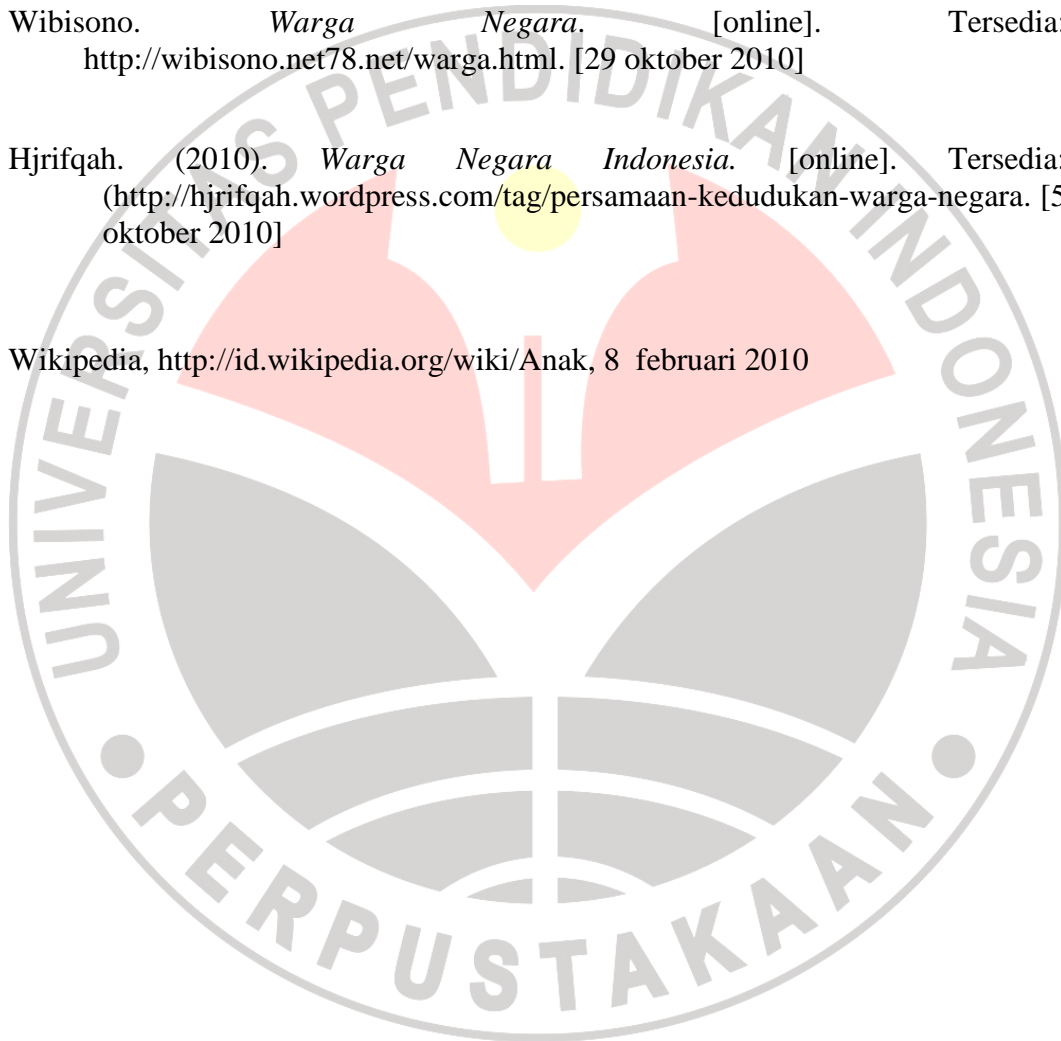 Wibisono. Warga Negara. [online]. Tersedia:
http://wibisono.net78.net/warga.html. [29 oktober 2010]
Hjrifqah. (2010). Warga Negara Indonesia. [online]. Tersedia:
(http://hjrifqah.wordpress.com/tag/persamaan-kedudukan-warga-negara. [5
oktober 2010]
Wikipedia, http://id.wikipedia.org/wiki/Anak, 8 februari 2010
UNIVERSITAS PENDIDIKAN INDONESIA
PERPUSTAKAAN